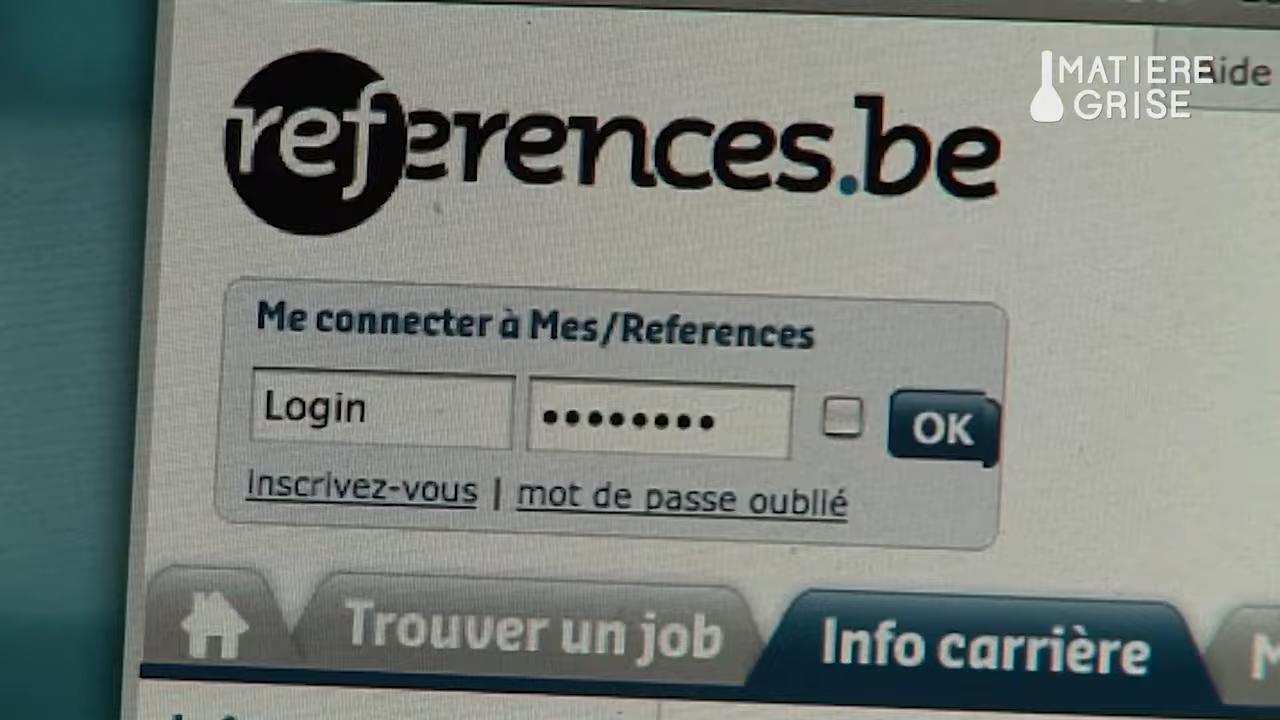 references.be
MATIERE
GRISE
Aide
Me connecter à Mes/References
Login
••••••••
OK
Inscrivez-vous | mot de passe oublié
Trouver un job
Info carrière
M